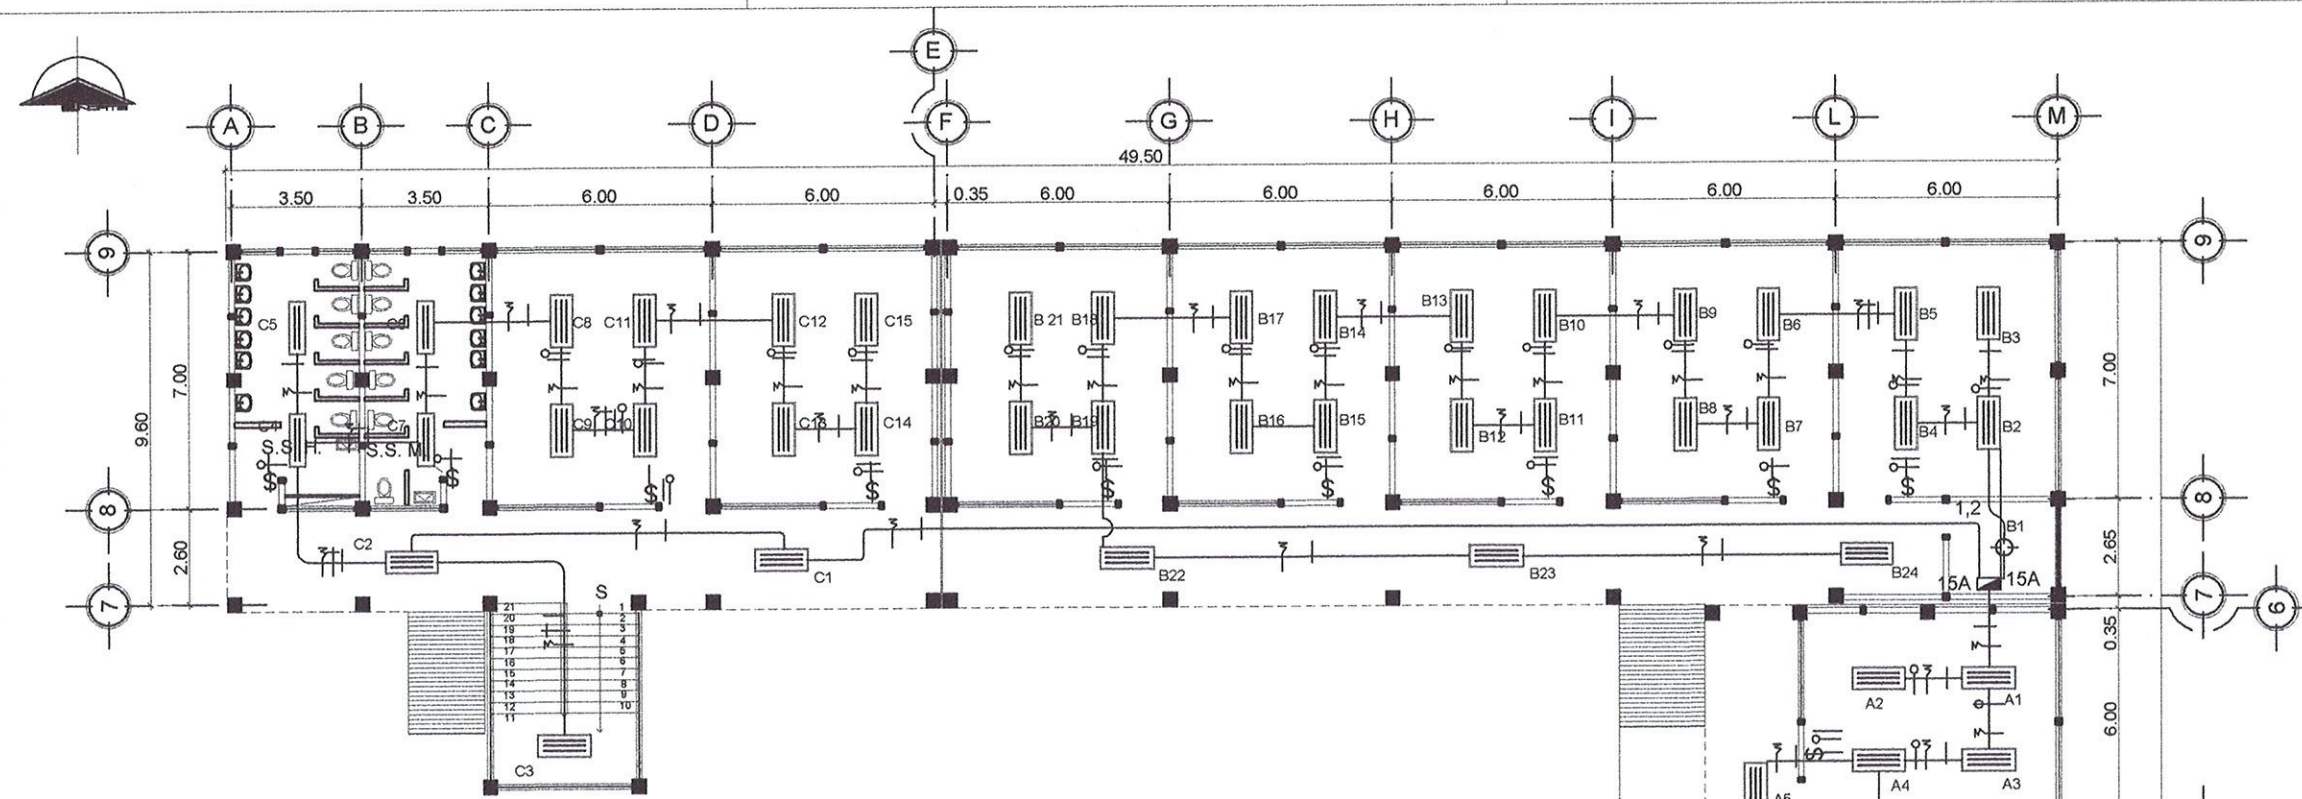 E
A B C D F G H I L M
49.50
3.50 3.50 6.00 6.00 0.35 6.00 6.00 6.00 6.00 6.00
9 9
C5 C8 C11 C12 C15 B 21 B18 B17 B14 B13 B10 B9 B6 B5 B3
7.00 7.00
9.60
C7 C9 C10 C14 B20 B19 B16 B15 B12 B11 B8 B7 B4 B2
S.S. H. S.S. M.
$ $ $ $ $ $ $ $ $
8 8
1,2
B1
2.60 2.65
C2 C1 B22 B23 B24
15A 15A
7 7 6
S
21 1
20 2
19 3
18 4
17 5
16 6
15 7
14 8
13 9
12 10
11
0.35
A2 A1
6.00
C3
$
A4 A3
A5